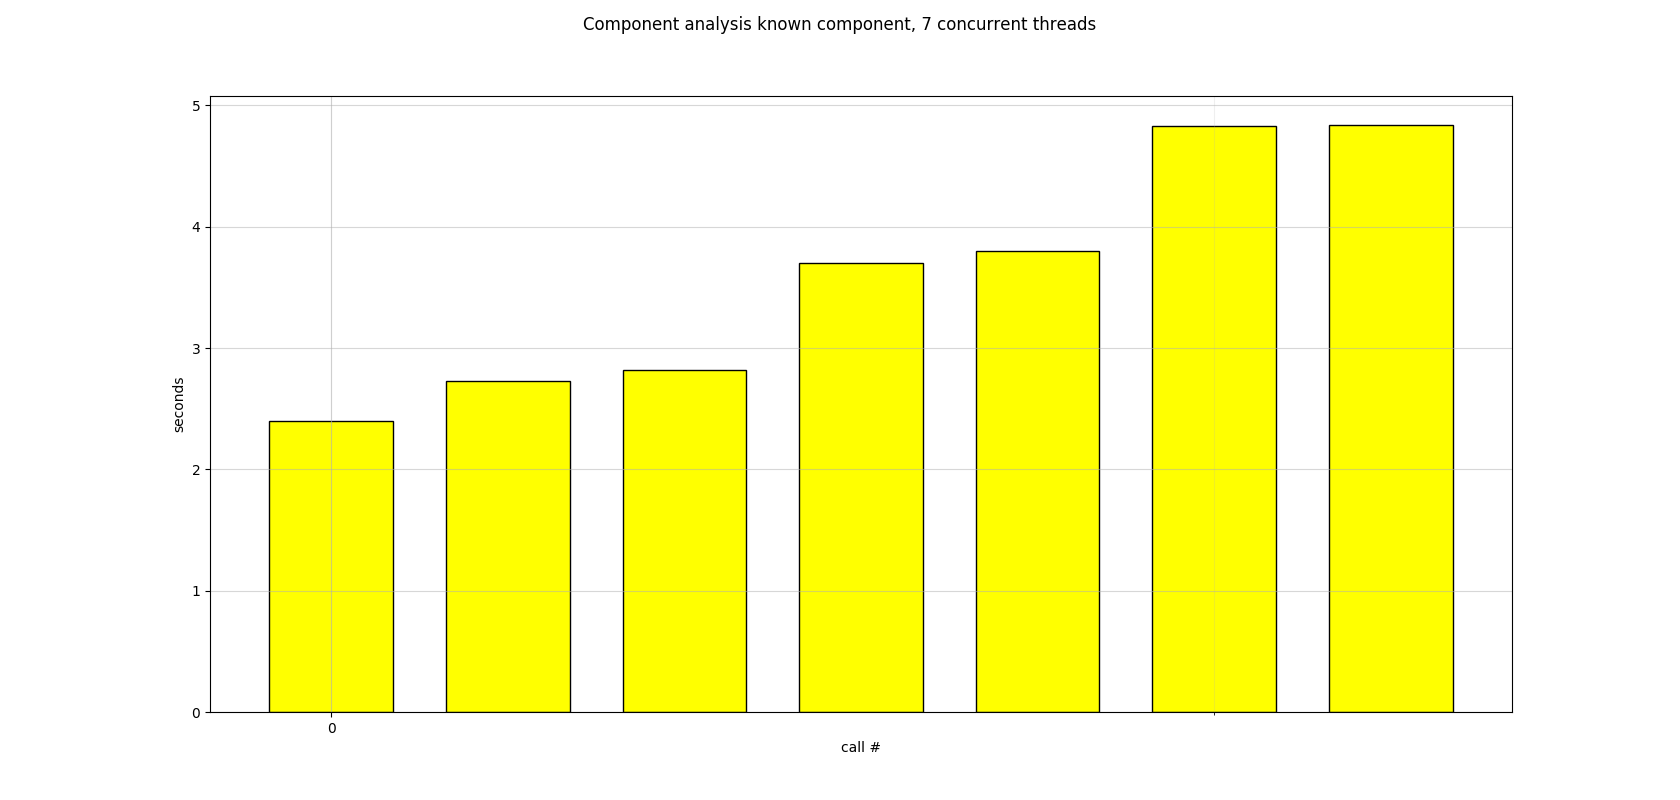 Component analysis known component, 7 concurrent threads
5
4
3
2
1
0
seconds
0
call #